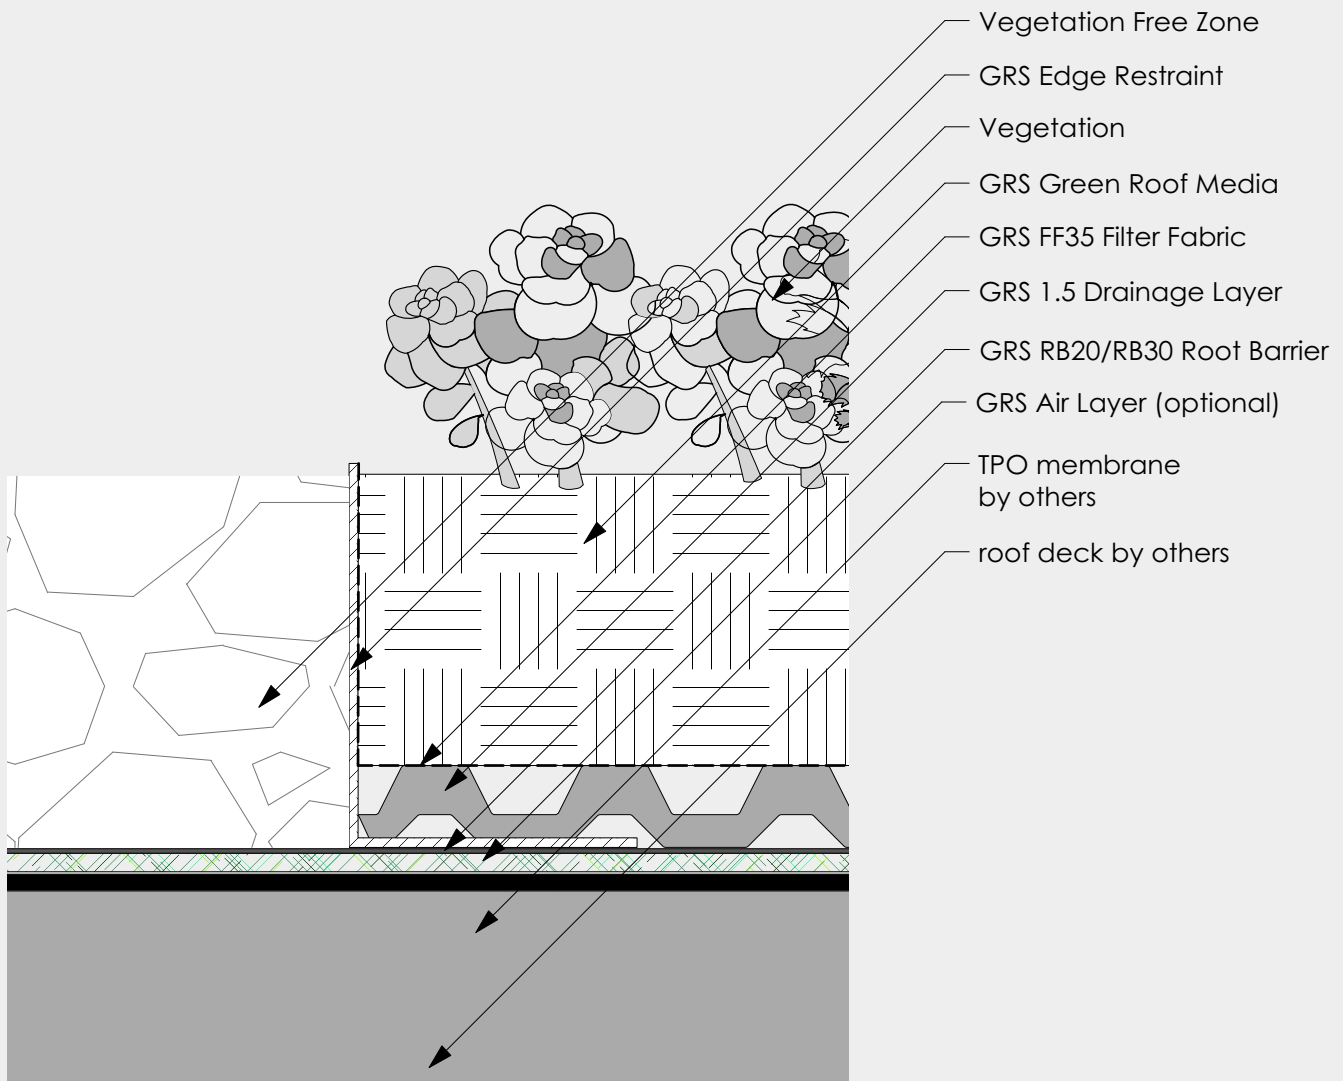 Vegetation Free Zone
GRS Edge Restraint
Vegetation
GRS Green Roof Media
GRS FF35 Filter Fabric
GRS 1.5 Drainage Layer
GRS RB20/RB30 Root Barrier
GRS Air Layer (optional)
TPO membrane
by others
roof deck by others